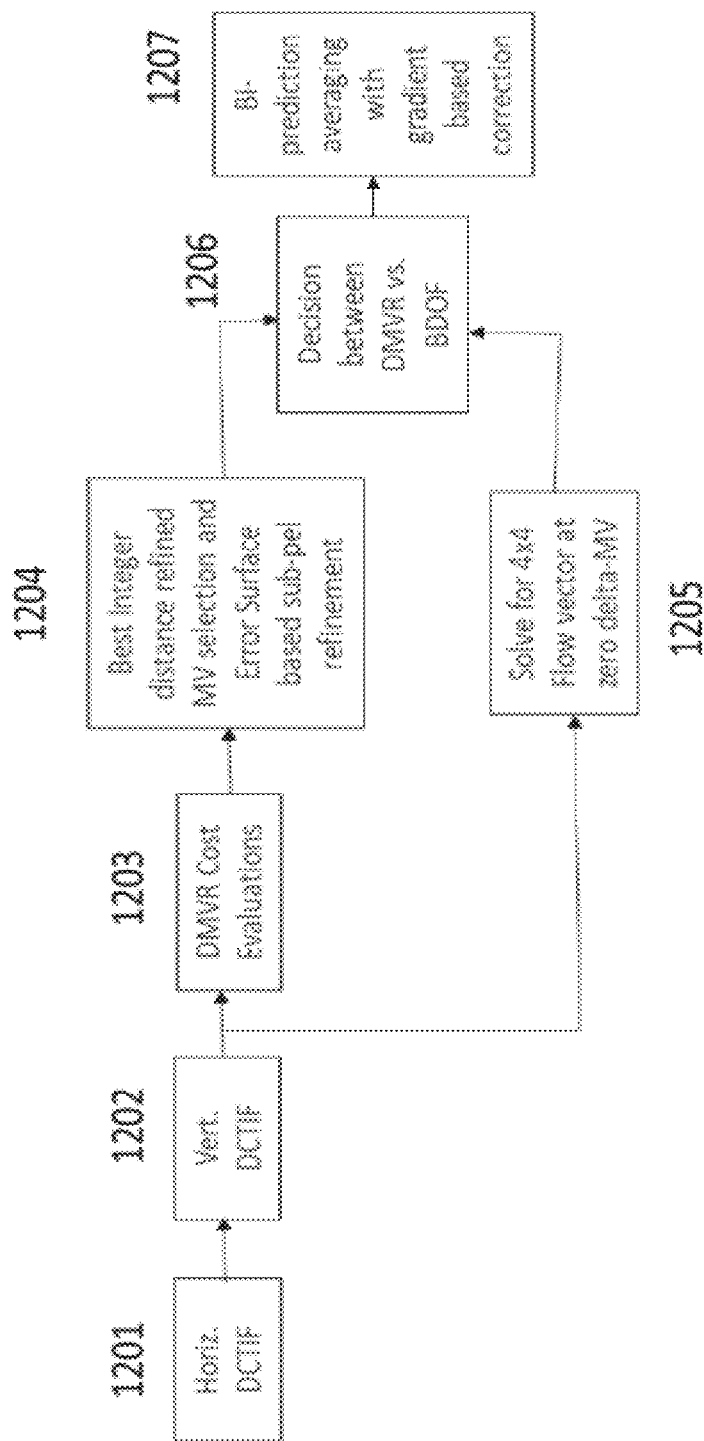 1201
Horiz.
DCTIF
1202
Vert.
DCTIF
1203
DMVR Cost
Evaluations
1204
Best Integer
distance refined
MV selection and
Error Surface
based sub-pel
refinement
1205
Solve for 4x4
Flow vector at
zero delta-MV
1206
Decision
between
DMVR vs.
BDOF
1207
Bi-
prediction
averaging
with
gradient
based
correction